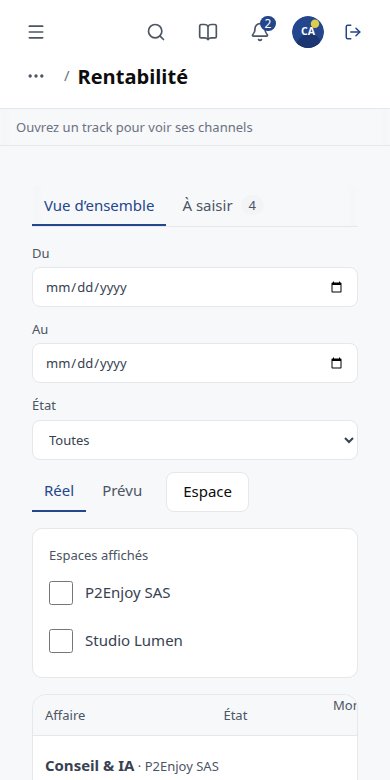 2
CA
... / Rentabilité
Ouvrez un track pour voir ses channels
Vue d'ensemble À saisir 4
Du
mm/dd/yyyy
Au
mm/dd/yyyy
État
Toutes
Réel Prévu Espace
Espaces affichés
P2Enjoy SAS
Studio Lumen
Affaire État
Conseil & IA · P2Enjoy SAS